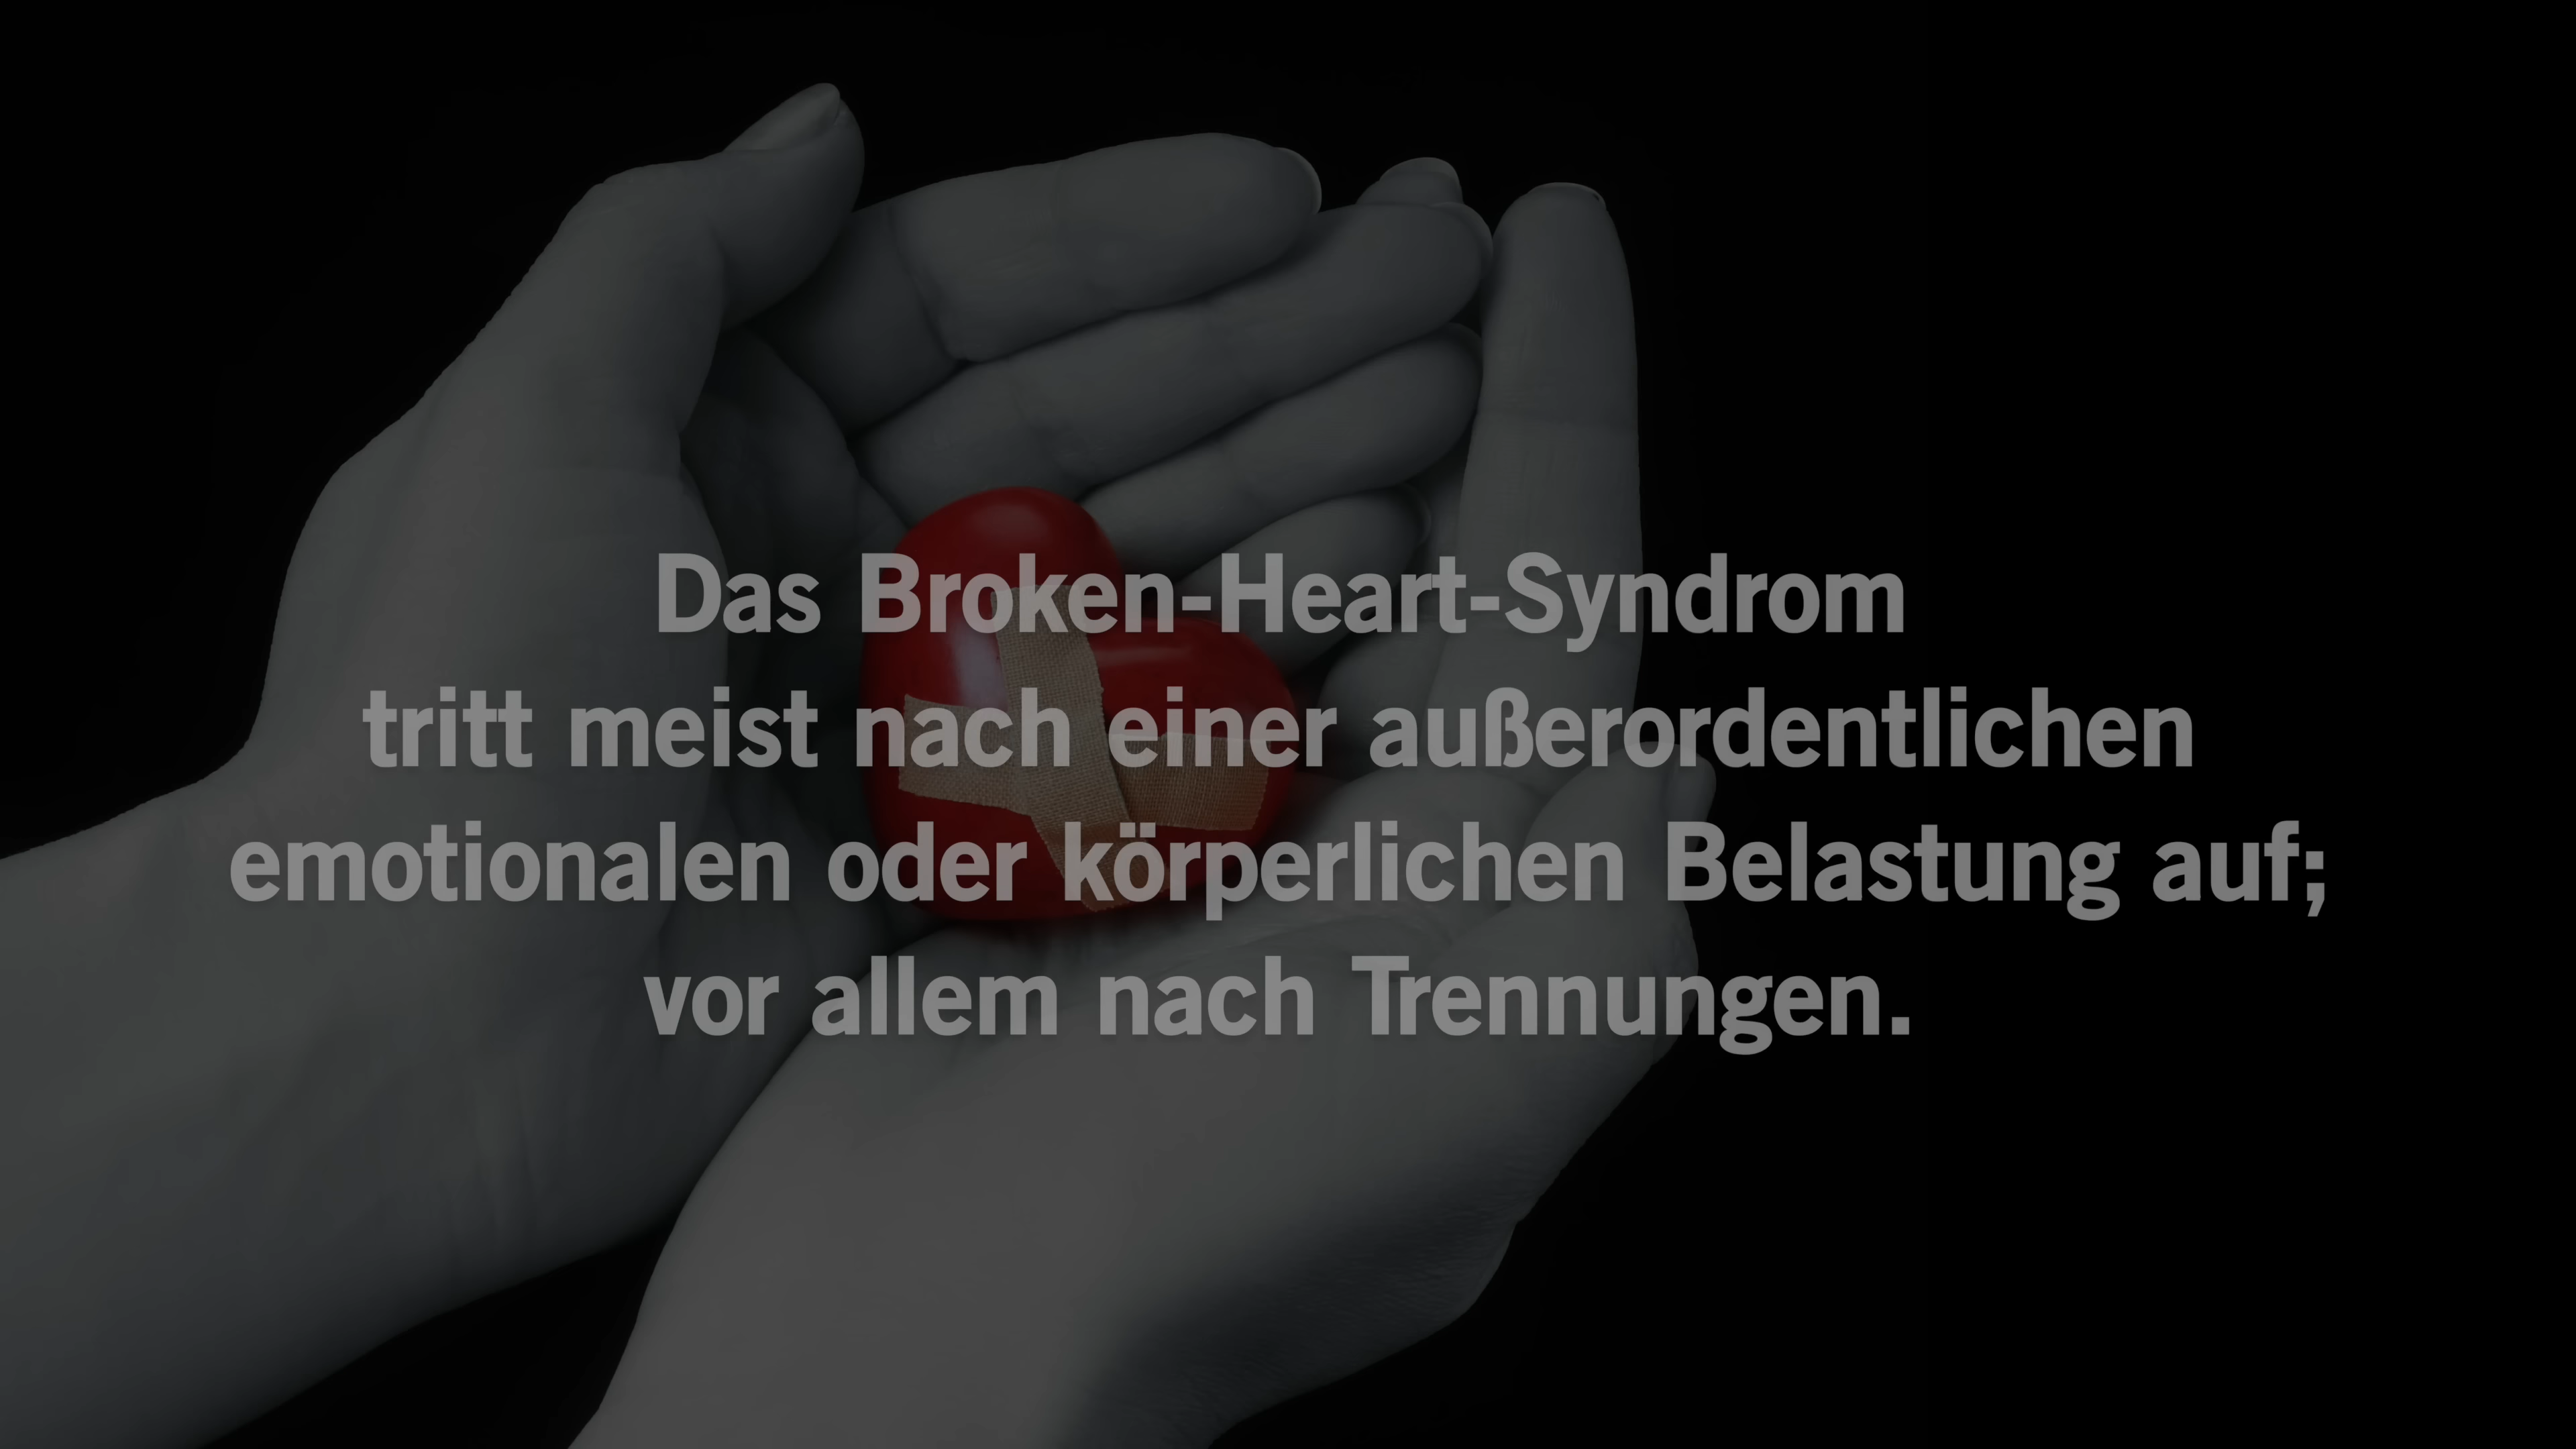 Das Broken-Heart-Syndrom
tritt meist nach einer außerordentlichen
emotionalen oder körperlichen Belastung auf;
vor allem nach Trennungen.